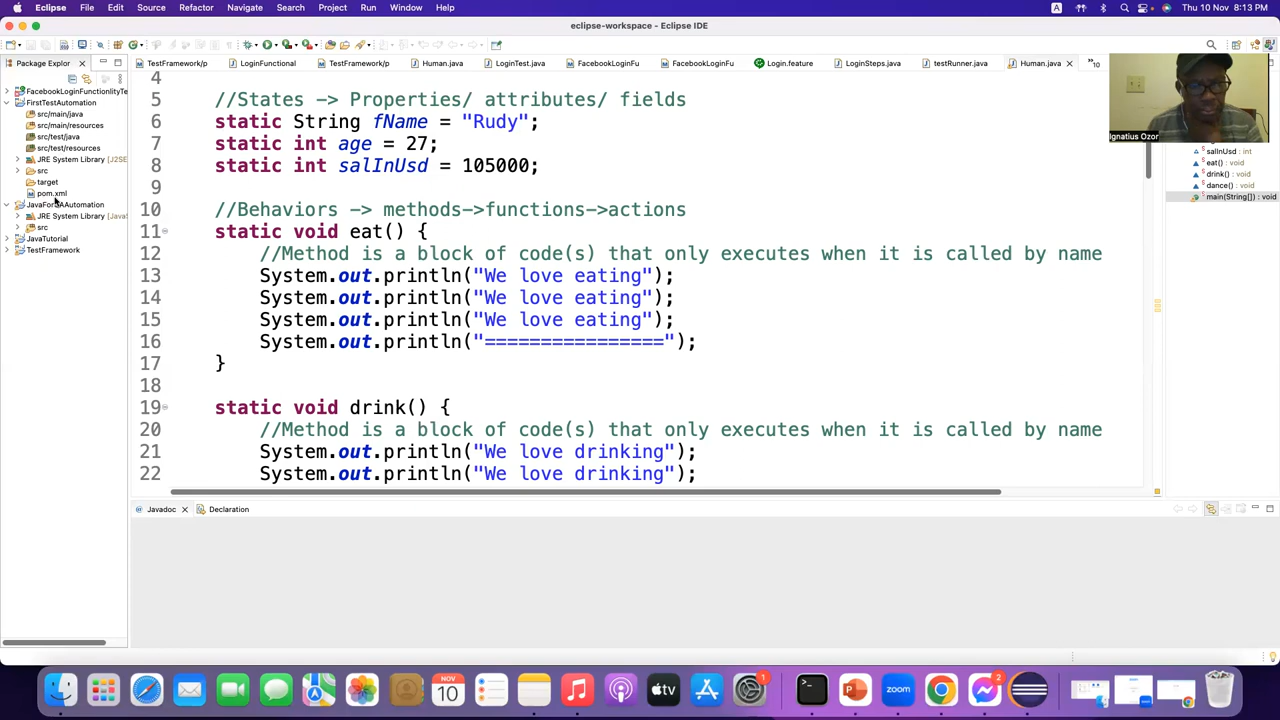 Eclipse File Edit Source Refactor Navigate Search Project Run Window Help A Thu 10 Nov 8:13 PM
eclipse-workspace - Eclipse IDE
Package Explor
TestFramework/p LoginFunctional TestFramework/p Human.java LoginTest.java FacebookLoginFu FacebookLoginFu Login.feature LoginSteps.java testRunner.java Human.java 10
FacebookLoginFunctionlityTe
FirstTestAutomation
src/main/java
src/main/resources
src/test/java
src/test/resources
JRE System Library [J2SE
src
target
pom.xml
JavaForAutomation
JRE System Library [JavaS
src
JavaTutorial
TestFramework
4
5 //States -> Properties/ attributes/ fields
6 static String fName = "Rudy";
7 static int age = 27;
8 static int salInUsd = 105000;
9
10 //Behaviors -> methods->functions->actions
11 static void eat() {
12 //Method is a block of code(s) that only executes when it is called by name
13 System.out.println("We love eating");
14 System.out.println("We love eating");
15 System.out.println("We love eating");
16 System.out.println("================");
17 }
18
19 static void drink() {
20 //Method is a block of code(s) that only executes when it is called by name
21 System.out.println("We love drinking");
22 System.out.println("We love drinking");
Ignatius Ozor
salInUsd : int
eat() : void
drink() : void
dance() : void
main(String[]) : void
Javadoc Declaration
NOV
10
tv
1
zoom
2